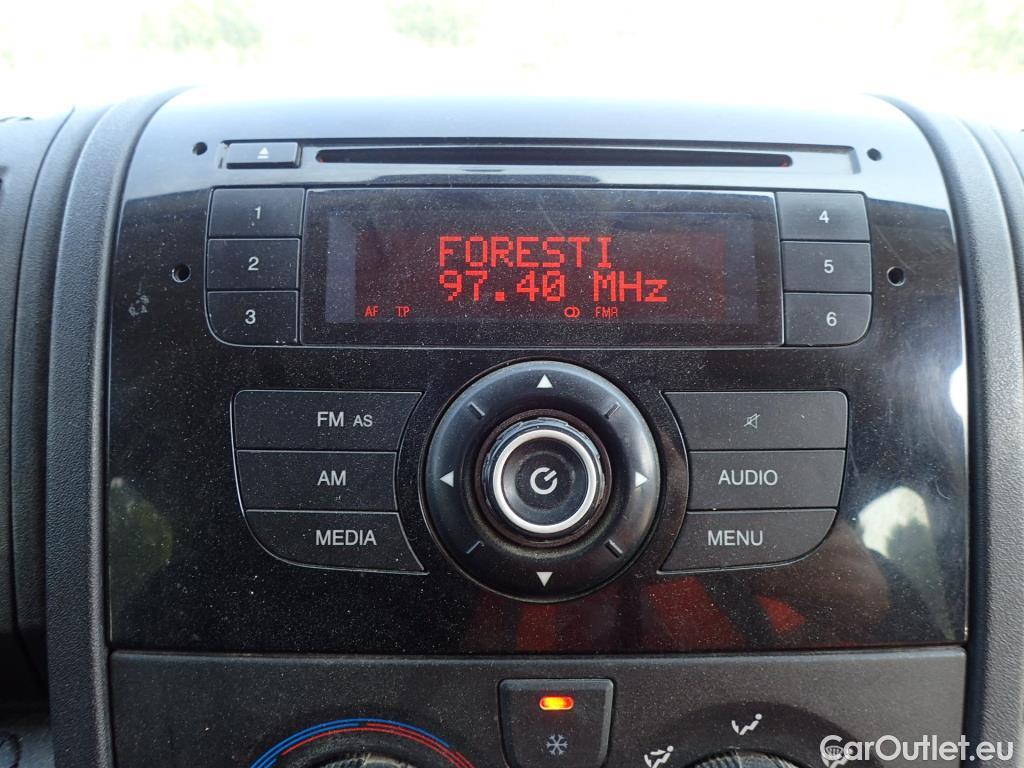 1
2
3
FORESTI
97.40 MHz
AF TP FMA
4
5
6
FM AS
AM
MEDIA
AUDIO
MENU
CarOutlet.eu